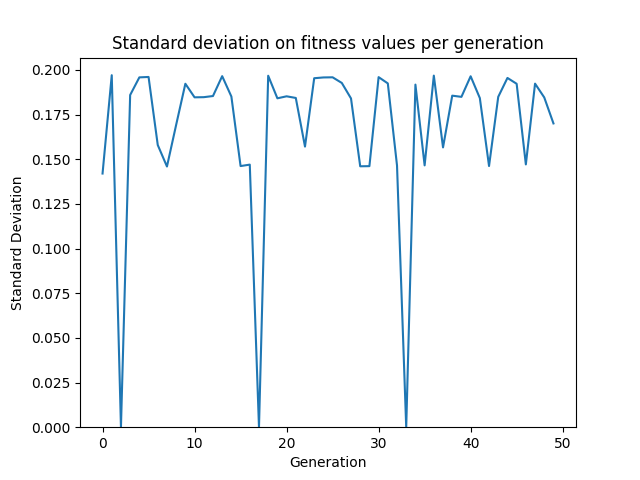 Standard deviation on fitness values per generation
Standard Deviation
0.200
0.175
0.150
0.125
0.100
0.075
0.050
0.025
0.000
0 10 20 30 40 50
Generation